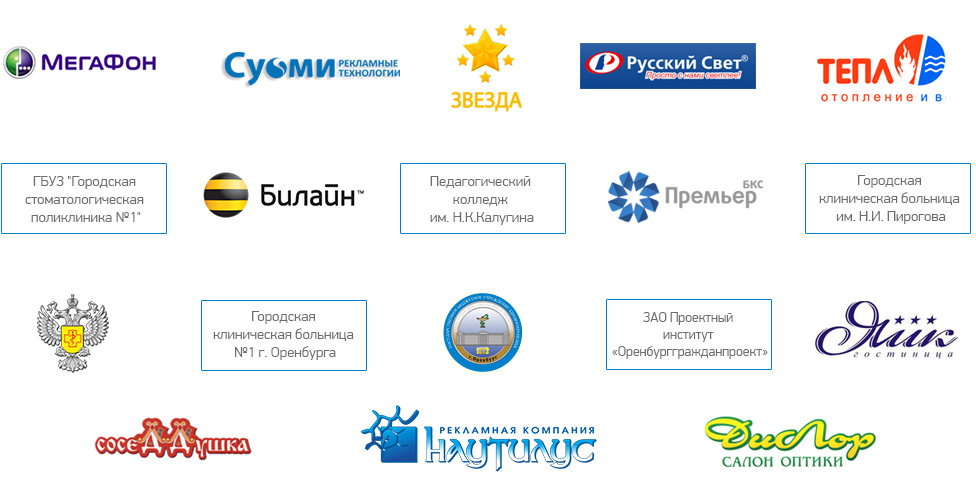 МЕГАФОН
Суоми РЕКЛАМНЫЕ
ТЕХНОЛОГИИ
ЗВЕЗДА
Русский Свет®
Просто с нами светлее!
ТЕПЛ
отопление и в
ГБУЗ "Городская
стоматологическая
поликлиника №1"
Билайн™
Педагогический
колледж
им. Н.К.Калугина
Премьер БКС
Городская
клиническая больница
им. Н.И. Пирогова
Городская
клиническая больница
№1 г. Оренбурга
1872
г.Оренбург
ЗАО Проектный
институт
«Оренбурггражданпроект»
Яик
гостиница
СОСЕДДУШКА
РЕКЛАМНАЯ КОМПАНИЯ
НАУТИЛУС
ДиЛор
САЛОН ОПТИКИ